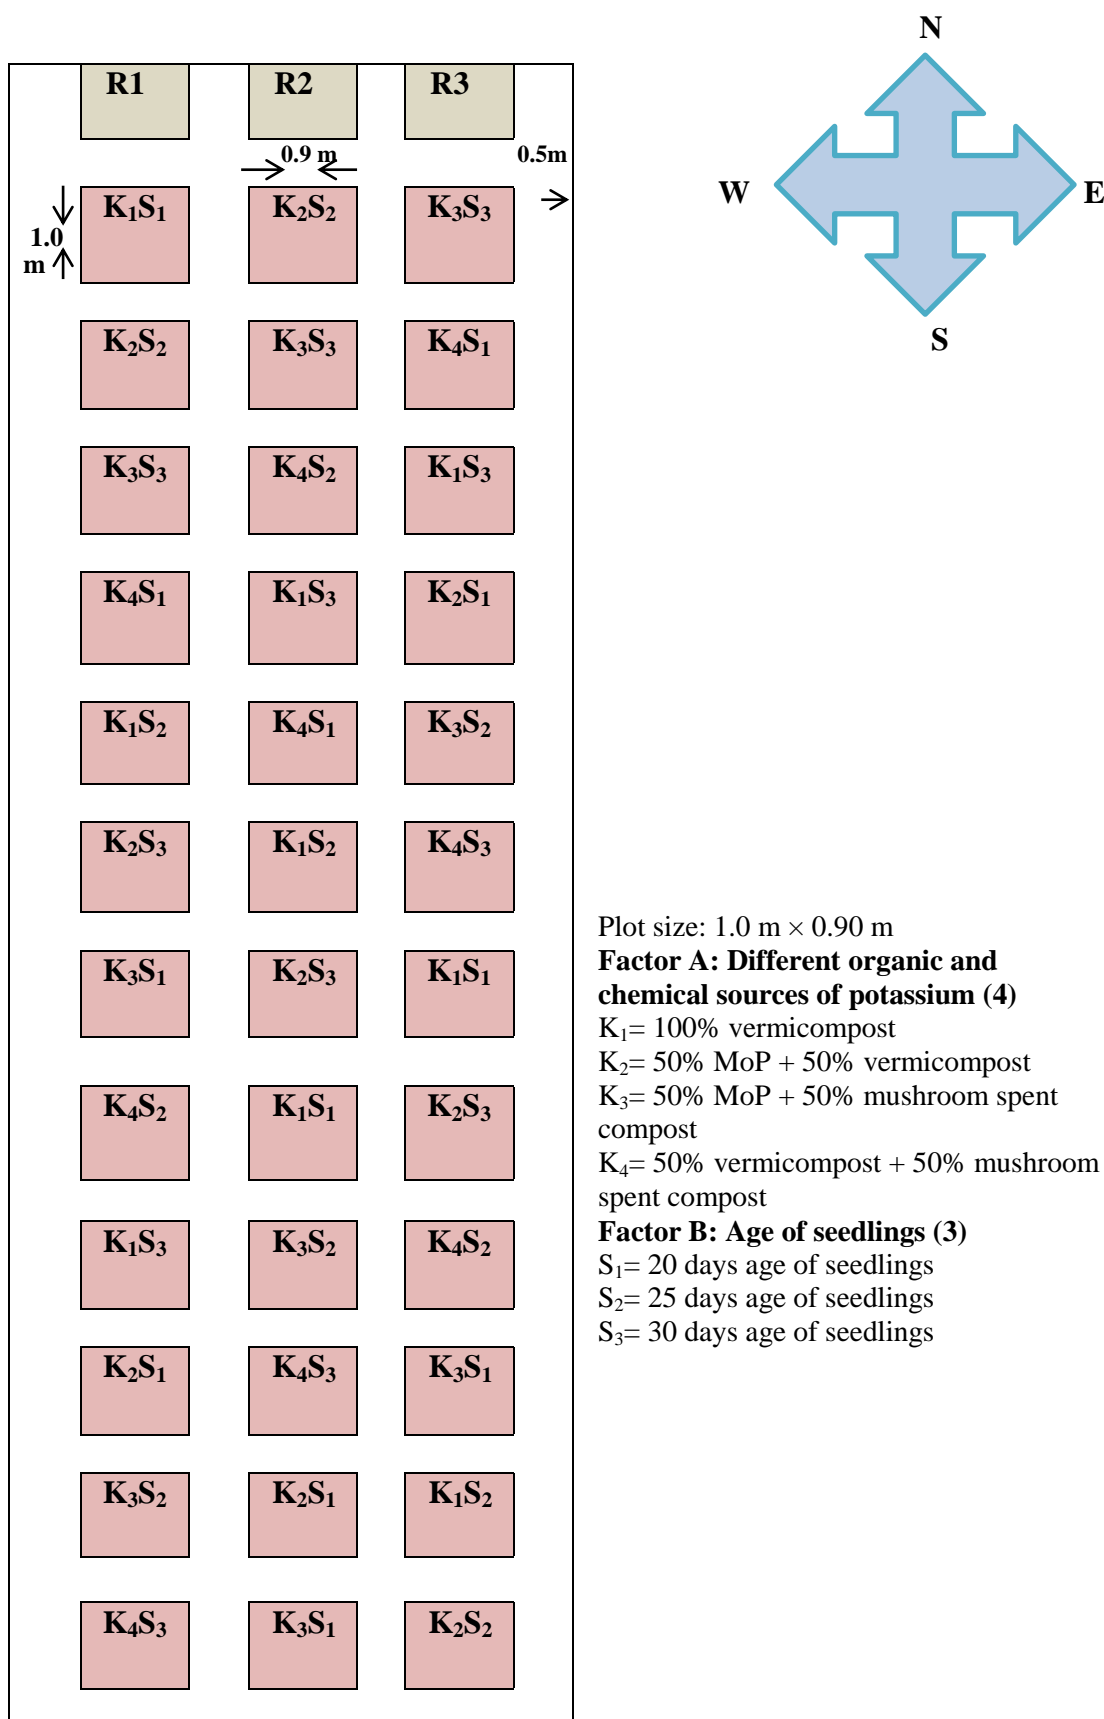 N
R1 R2 R3
0.9 m 0.5m
W E
K₁S₁ K₂S₂ K₃S₃
1.0
m
S
K₂S₂ K₃S₃ K₄S₁
K₃S₃ K₄S₂ K₁S₃
K₄S₁ K₁S₃ K₂S₁
K₁S₂ K₄S₁ K₃S₂
K₂S₃ K₁S₂ K₄S₃
K₃S₁ K₂S₃ K₁S₁
K₄S₂ K₁S₁ K₂S₃
K₁S₃ K₃S₂ K₄S₂
K₂S₁ K₄S₃ K₃S₁
K₃S₂ K₂S₁ K₁S₂
K₄S₃ K₃S₁ K₂S₂
Plot size: 1.0 m × 0.90 m
Factor A: Different organic and
chemical sources of potassium (4)
K₁= 100% vermicompost
K₂= 50% MoP + 50% vermicompost
K₃= 50% MoP + 50% mushroom spent
compost
K₄= 50% vermicompost + 50% mushroom
spent compost
Factor B: Age of seedlings (3)
S₁= 20 days age of seedlings
S₂= 25 days age of seedlings
S₃= 30 days age of seedlings